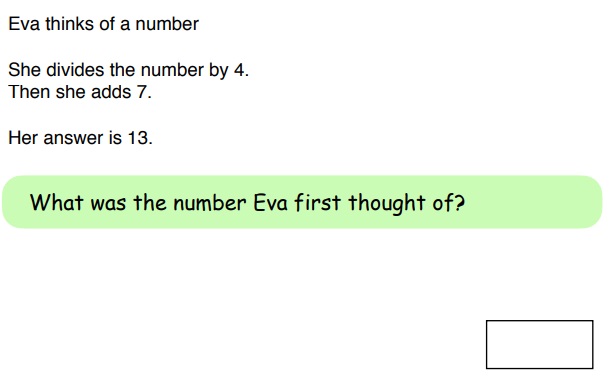 Eva thinks of a number
She divides the number by 4.
Then she adds 7.
Her answer is 13.
What was the number Eva first thought of?